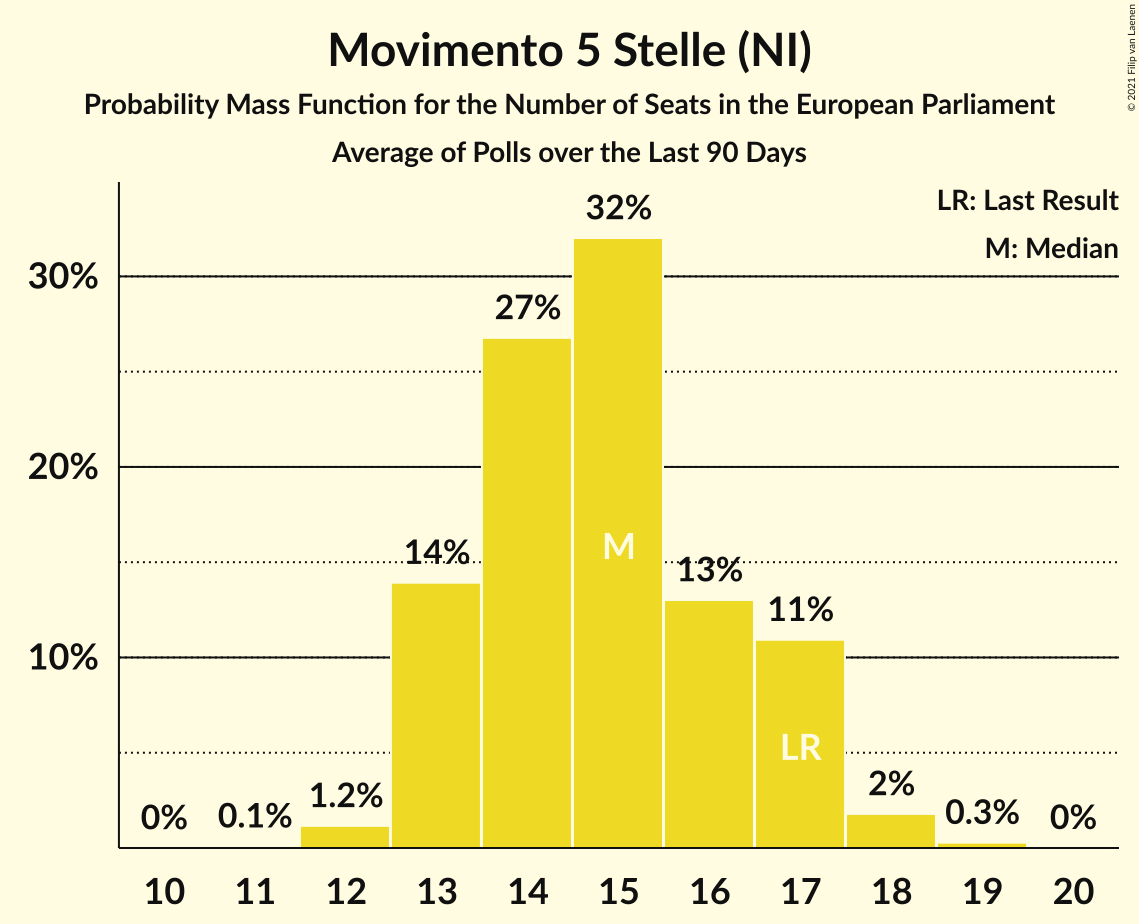 Movimento 5 Stelle (NI)
Probability Mass Function for the Number of Seats in the European Parliament
Average of Polls over the Last 90 Days
© 2021 Filip van Laenen
LR: Last Result
M: Median
30%
20%
10%
0%
0.1%
1.2%
14%
27%
32%
13%
11%
2%
0.3%
0%
M
LR
10 11 12 13 14 15 16 17 18 19 20